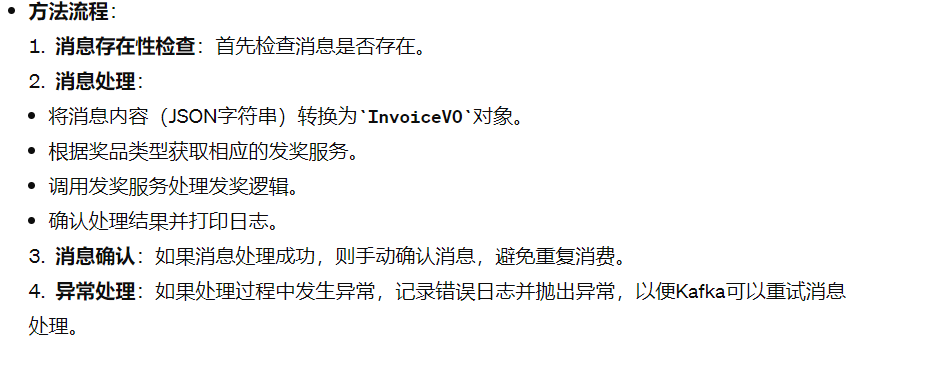 • 方法流程：
1. 消息存在性检查：首先检查消息是否存在。
2. 消息处理：
• 将消息内容（JSON字符串）转换为`InvoiceVO`对象。
• 根据奖品类型获取相应的发奖服务。
• 调用发奖服务处理发奖逻辑。
• 确认处理结果并打印日志。
3. 消息确认：如果消息处理成功，则手动确认消息，避免重复消费。
4. 异常处理：如果处理过程中发生异常，记录错误日志并抛出异常，以便Kafka可以重试消息
处理。